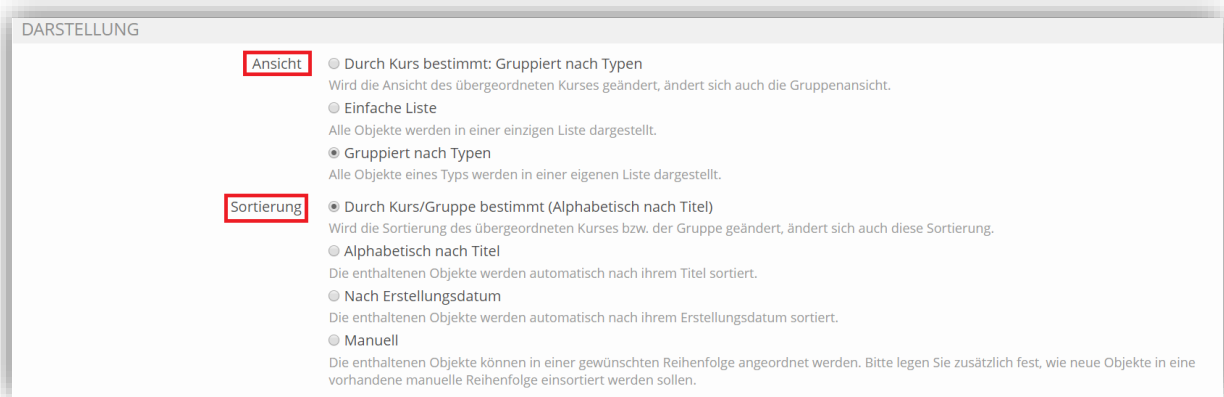 DARSTELLUNG
Ansicht Durch Kurs bestimmt: Gruppiert nach Typen
Wird die Ansicht des übergeordneten Kurses geändert, ändert sich auch die Gruppenansicht.
Einfache Liste
Alle Objekte werden in einer einzigen Liste dargestellt.
Gruppiert nach Typen
Alle Objekte eines Typs werden in einer eigenen Liste dargestellt.
Sortierung Durch Kurs/Gruppe bestimmt (Alphabetisch nach Titel)
Wird die Sortierung des übergeordneten Kurses bzw. der Gruppe geändert, ändert sich auch diese Sortierung.
Alphabetisch nach Titel
Die enthaltenen Objekte werden automatisch nach ihrem Titel sortiert.
Nach Erstellungsdatum
Die enthaltenen Objekte werden automatisch nach ihrem Erstellungsdatum sortiert.
Manuell
Die enthaltenen Objekte können in einer gewünschten Reihenfolge angeordnet werden. Bitte legen Sie zusätzlich fest, wie neue Objekte in eine
vorhandene manuelle Reihenfolge einsortiert werden sollen.